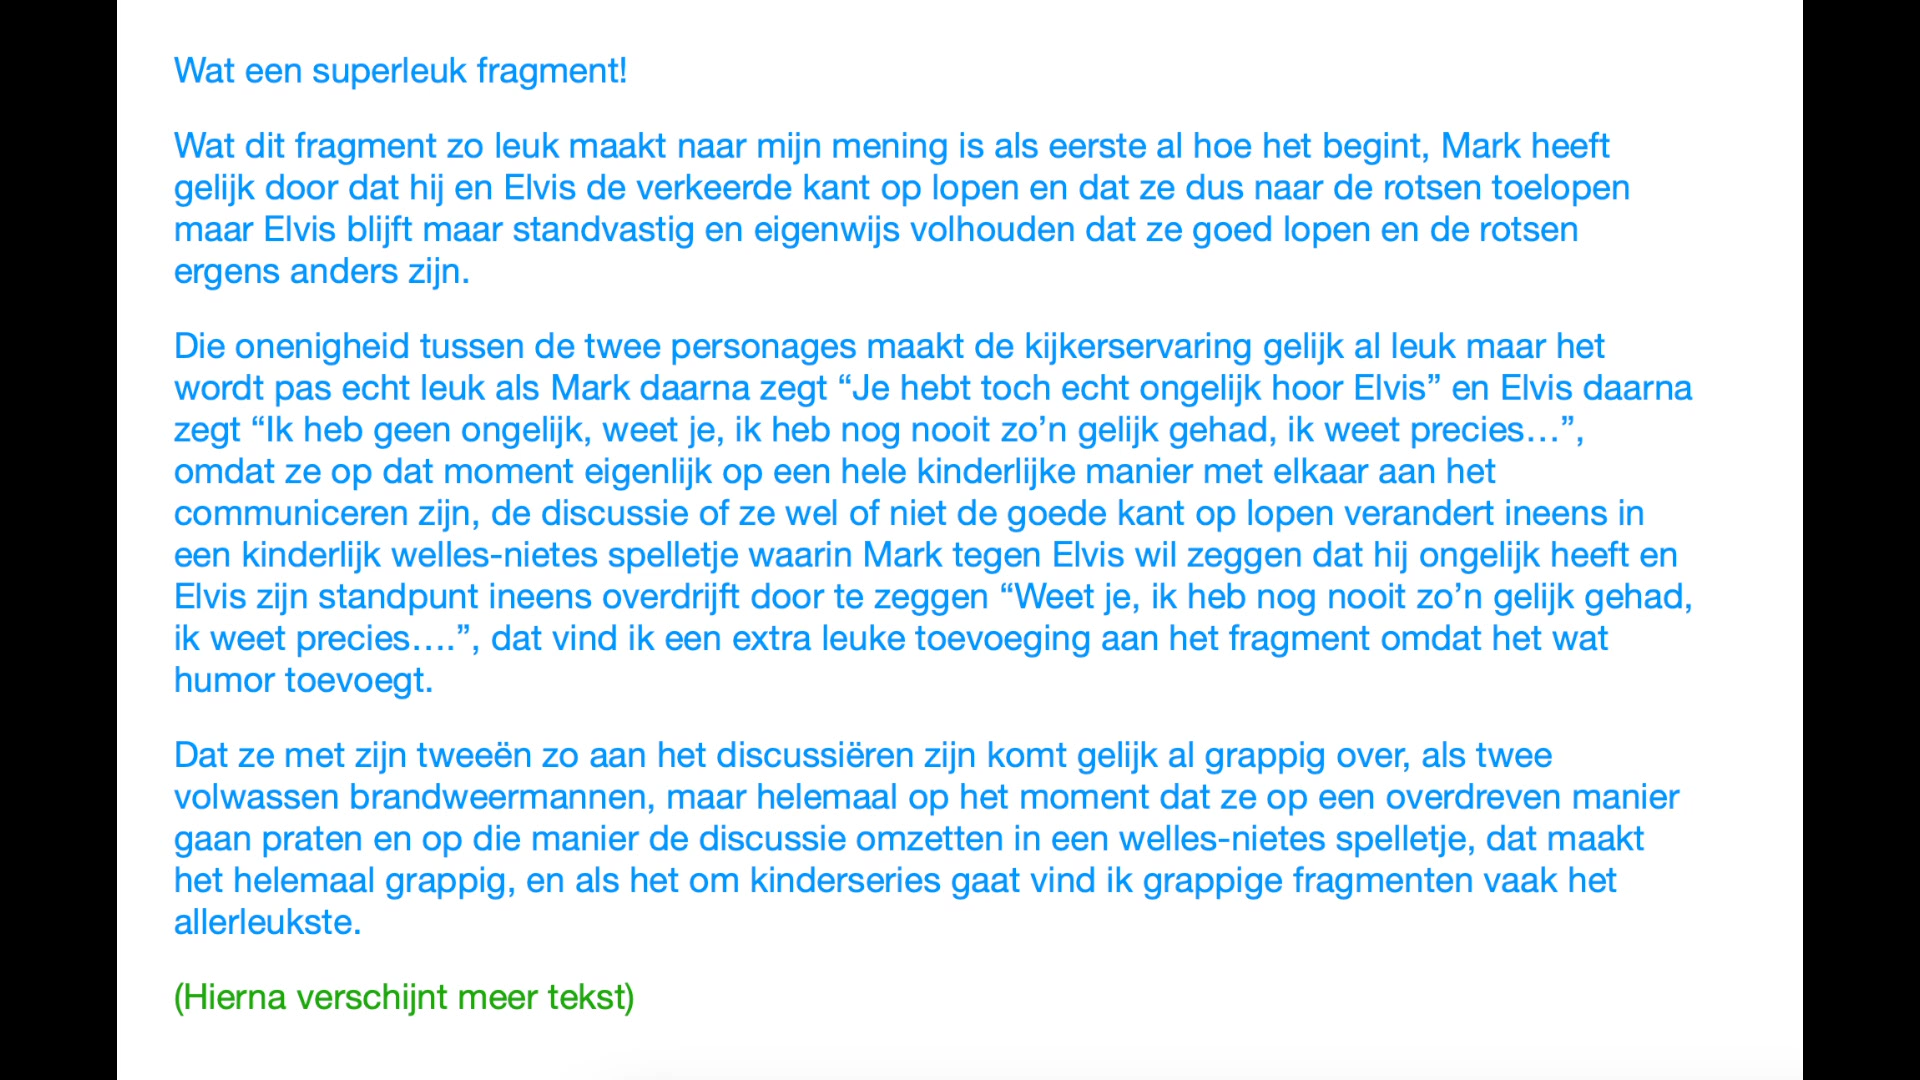 Wat een superleuk fragment!
Wat dit fragment zo leuk maakt naar mijn mening is als eerste al hoe het begint, Mark heeft
gelijk door dat hij en Elvis de verkeerde kant op lopen en dat ze dus naar de rotsen toelopen
maar Elvis blijft maar standvastig en eigenwijs volhouden dat ze goed lopen en de rotsen
ergens anders zijn.
Die onenigheid tussen de twee personages maakt de kijkerservaring gelijk al leuk maar het
wordt pas echt leuk als Mark daarna zegt “Je hebt toch echt ongelijk hoor Elvis” en Elvis daarna
zegt “Ik heb geen ongelijk, weet je, ik heb nog nooit zo’n gelijk gehad, ik weet precies…”,
omdat ze op dat moment eigenlijk op een hele kinderlijke manier met elkaar aan het
communiceren zijn, de discussie of ze wel of niet de goede kant op lopen verandert ineens in
een kinderlijk welles-nietes spelletje waarin Mark tegen Elvis wil zeggen dat hij ongelijk heeft en
Elvis zijn standpunt ineens overdrijft door te zeggen “Weet je, ik heb nog nooit zo’n gelijk gehad,
ik weet precies….”, dat vind ik een extra leuke toevoeging aan het fragment omdat het wat
humor toevoegt.
Dat ze met zijn tweeën zo aan het discussiëren zijn komt gelijk al grappig over, als twee
volwassen brandweermannen, maar helemaal op het moment dat ze op een overdreven manier
gaan praten en op die manier de discussie omzetten in een welles-nietes spelletje, dat maakt
het helemaal grappig, en als het om kinderseries gaat vind ik grappige fragmenten vaak het
allerleukste.
(Hierna verschijnt meer tekst)